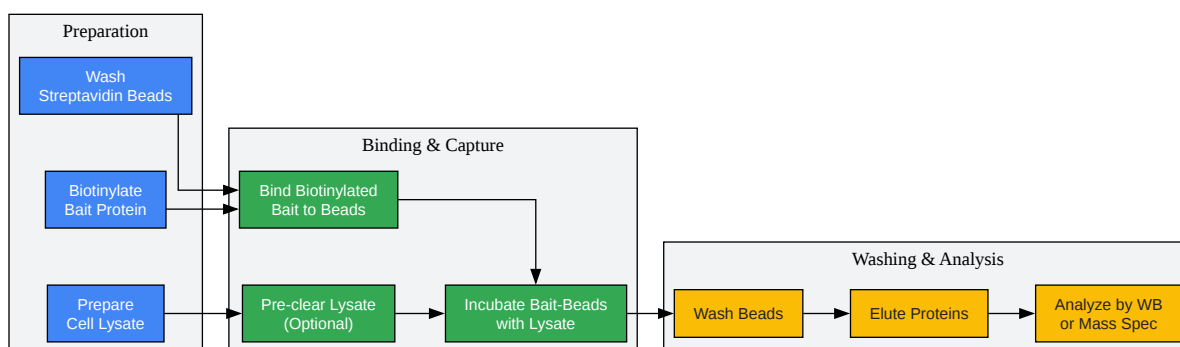 Preparation
Wash
Streptavidin Beads
Biotinylate
Bait Protein
Prepare
Cell Lysate
Binding & Capture
Bind Biotinylated
Bait to Beads
Pre-clear Lysate
(Optional)
Incubate Bait-Beads
with Lysate
Washing & Analysis
Wash Beads
Elute Proteins
Analyze by WB
or Mass Spec